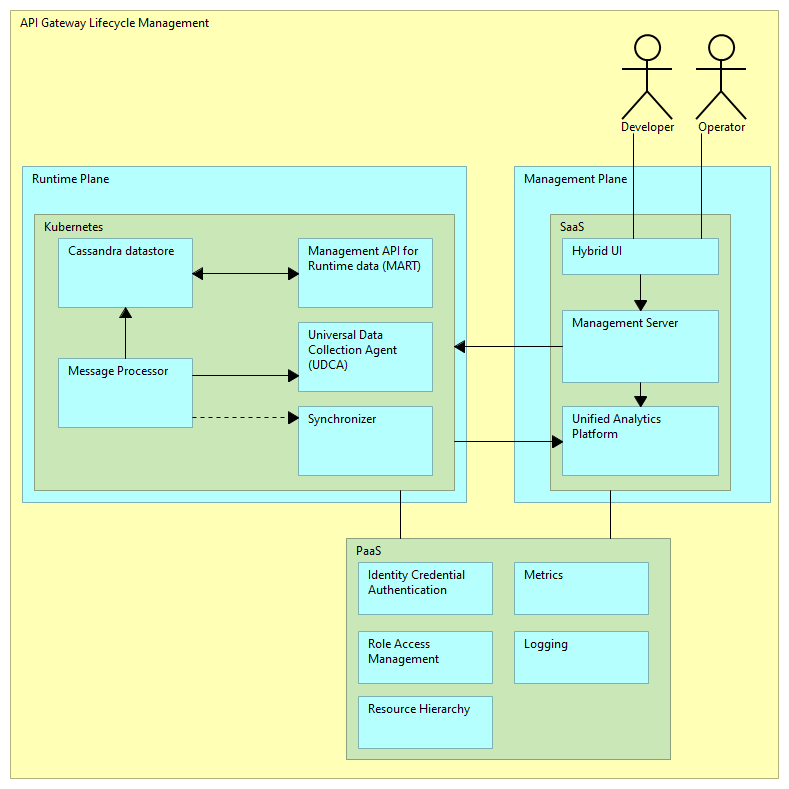 API Gateway Lifecycle Management
Developer
Operator
Runtime Plane
Kubernetes
Cassandra datastore
Management API for
Runtime data (MART)
Universal Data
Collection Agent
(UDCA)
Message Processor
Synchronizer
Management Plane
SaaS
Hybrid UI
Management Server
Unified Analytics
Platform
PaaS
Identity Credential
Authentication
Metrics
Role Access
Management
Logging
Resource Hierarchy